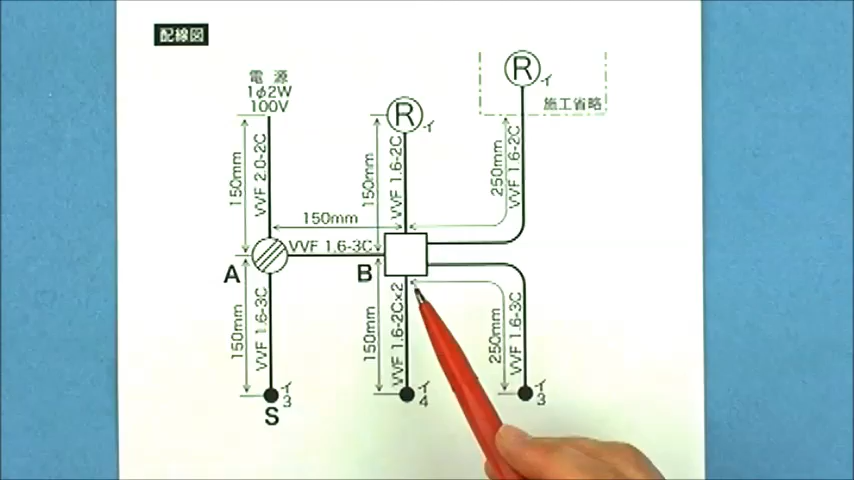 配線図
電源
1φ2W
100V
R
イ
R
イ
施工省略
150mm
VVF 2.0-2C
150mm
VVF 1.6-2C
250mm
VVF 1.6-2C
150mm
VVF 1.6-3C
A
B
150mm
VVF 1.6-3C
150mm
VVF 1.6-2C×2
250mm
VVF 1.6-3C
イ
3
S
イ
4
イ
3